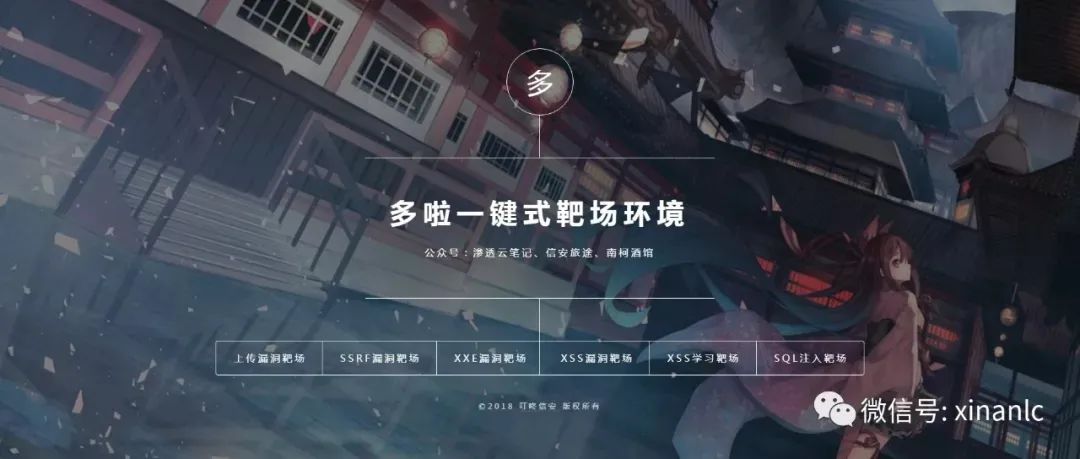 多
多啦一键式靶场环境
公众号：渗透云笔记、信安旅途、南柯酒馆
上传漏洞靶场 SSRF漏洞靶场 XXE漏洞靶场 XSS漏洞靶场 XSS学习靶场 SQL注入靶场
©2018 叮咚信安 版权所有
微信号: xinanlc